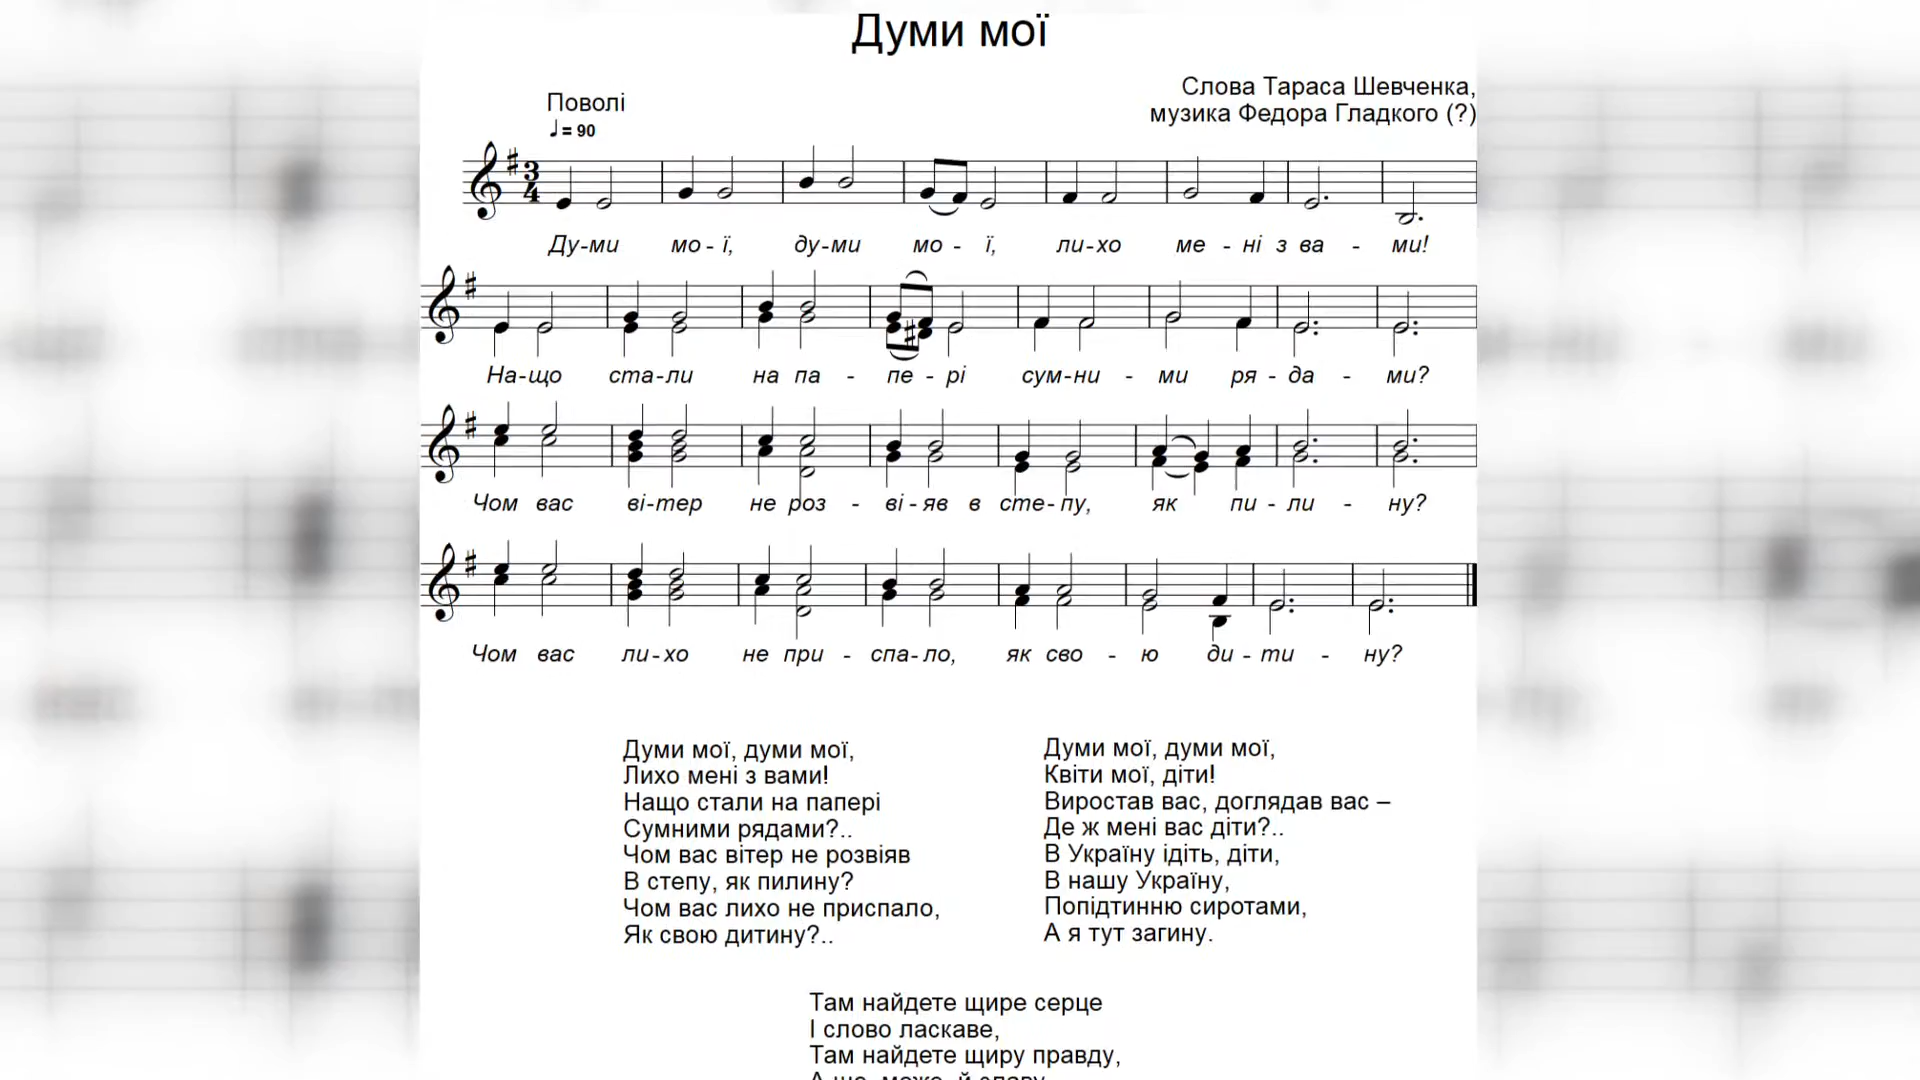 Думи мої
Слова Тараса Шевченка,
музика Федора Гладкого (?)
Поволі
♩= 90
3
4
Ду-ми мо - ї, ду-ми мо - ї, ли-хо ме - ні з ва - ми!
На-що ста-ли на па - пе - рі сум-ни - ми ря - да - ми?
Чом вас ві-тер не роз - ві - яв в сте-пу, як пи - ли - ну?
Чом вас ли-хо не при - спа-ло, як сво - ю ди - ти - ну?
Думи мої, думи мої,
Лихо мені з вами!
Нащо стали на папері
Сумними рядами?..
Чом вас вітер не розвіяв
В степу, як пилину?
Чом вас лихо не приспало,
Як свою дитину?..
Думи мої, думи мої,
Квіти мої, діти!
Виростав вас, доглядав вас –
Де ж мені вас діти?..
В Україну ідіть, діти,
В нашу Україну,
Попідтинню сиротами,
А я тут загину.
Там найдете щире серце
І слово ласкаве,
Там найдете щиру правду,